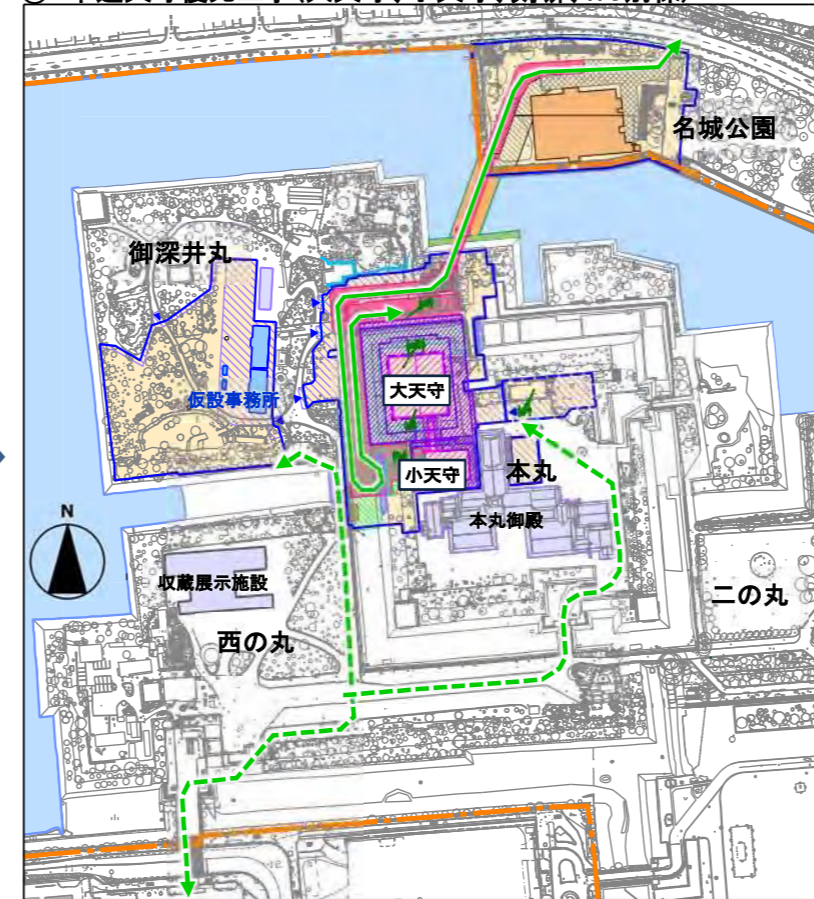 名城公園
御深井丸
大天守
仮設事務所
小天守
本丸
N
本丸御殿
収蔵展示施設
二の丸
西の丸